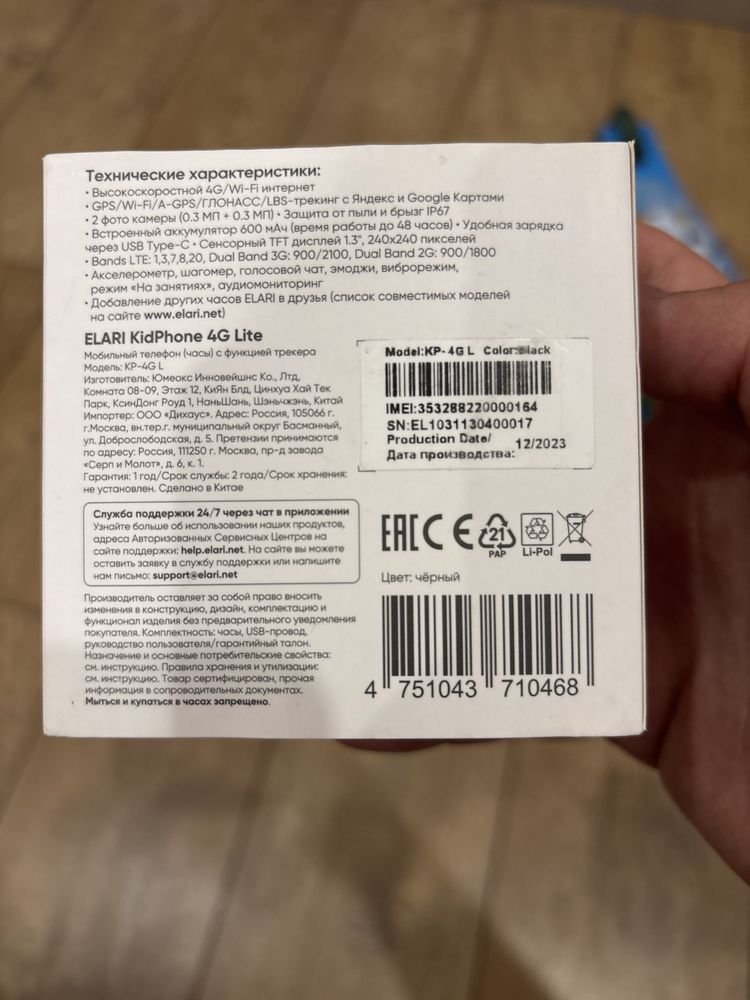 Технические характеристики:
• Высокоскоростной 4G/Wi-Fi интернет
• GPS/Wi-Fi/A-GPS/ГЛОНАСС/LBS-трекинг с Яндекс и Google Картами
• 2 фото камеры (0.3 МП + 0.3 МП) • Защита от пыли и брызг IP67
• Встроенный аккумулятор 600 мАч (время работы до 48 часов) • Удобная зарядка
через USB Type-C • Сенсорный TFT дисплей 1.3", 240x240 пикселей
• Bands LTE: 1,3,7,8,20, Dual Band 3G: 900/2100, Dual Band 2G: 900/1800
• Акселерометр, шагомер, голосовой чат, эмоджи, виброрежим,
режим «На занятиях», аудиомониторинг
• Добавление других часов ELARI в друзья (список совместимых моделей
на сайте www.elari.net)
ELARI KidPhone 4G Lite
Мобильный телефон (часы) с функцией трекера
Модель: KP-4G L
Изготовитель: Юмеокс Инновейшнс Ко., Лтд,
Комната 08-09, Этаж 12, КиЯн Блд, Цинхуа Хай Тек
Парк, КсинДонг Роуд 1, НаньШань, Шэньчжэнь, Китай
Импортер: ООО «Дихаус». Адрес: Россия, 105066 г.
г.Москва, вн.тер.г. муниципальный округ Басманный,
ул. Доброслободская, д. 5. Претензии принимаются
по адресу: Россия, 111250 г. Москва, пр-д завода
«Серп и Молот», д. 6, к. 1.
Гарантия: 1 год/Срок службы: 2 года/Срок хранения:
не установлен. Сделано в Китае
Model:KP-4G L Color:Black
IMEI:353288220000164
SN:EL1031130400017
Production Date/
Дата производства: 12/2023
Служба поддержки 24/7 через чат в приложении
Узнайте больше об использовании наших продуктов,
адреса Авторизованных Сервисных Центров на
сайте поддержки: help.elari.net. На сайте вы можете
оставить заявку в службу поддержки или напишите
нам письмо: support@elari.net
EAC CE 21
PAP
Li-Pol
Цвет: чёрный
Производитель оставляет за собой право вносить
изменения в конструкцию, дизайн, комплектацию и
функционал изделия без предварительного уведомления
покупателя. Комплектность: часы, USB-провод,
руководство пользователя/гарантийный талон.
Назначение и основные потребительские свойства:
см. инструкцию. Правила хранения и утилизации:
см. инструкцию. Товар сертифицирован, прочая
информация в сопроводительных документах.
Мыться и купаться в часах запрещено.
4 751043 710468